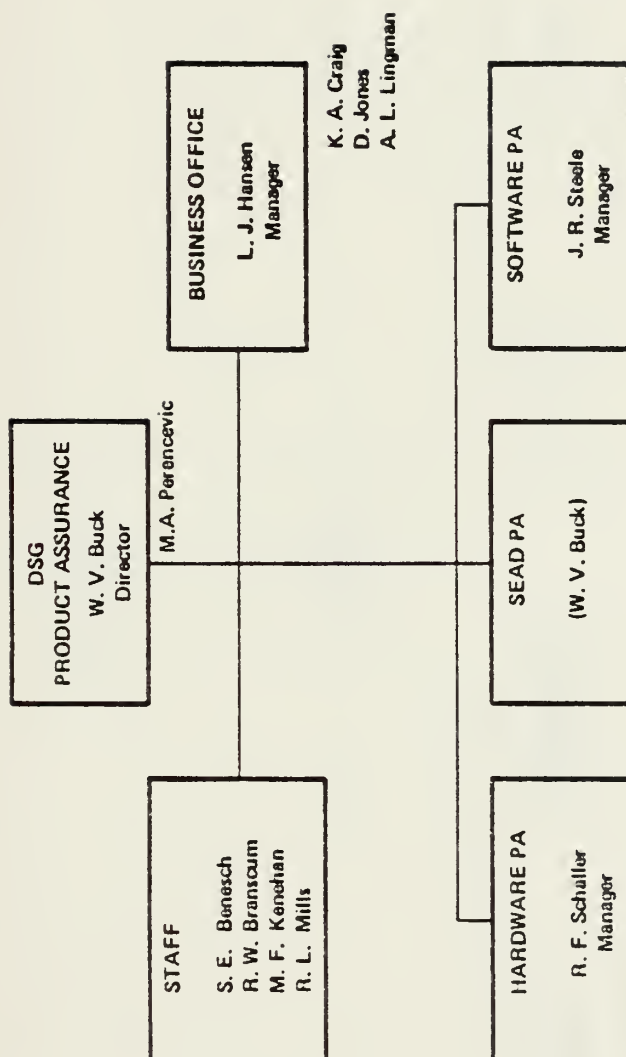 DSG
PRODUCT ASSURANCE
W. V. Buck
Director
M.A. Perencevic
STAFF
S. E. Benesch
R. W. Branscum
M. F. Kenehan
R. L. Mills
BUSINESS OFFICE
L. J. Hansen
Manager
K. A. Craig
D. Jones
A. L. Lingman
HARDWARE PA
R. F. Schaller
Manager
SEAD PA
(W. V. Buck)
SOFTWARE PA
J. R. Steele
Manager